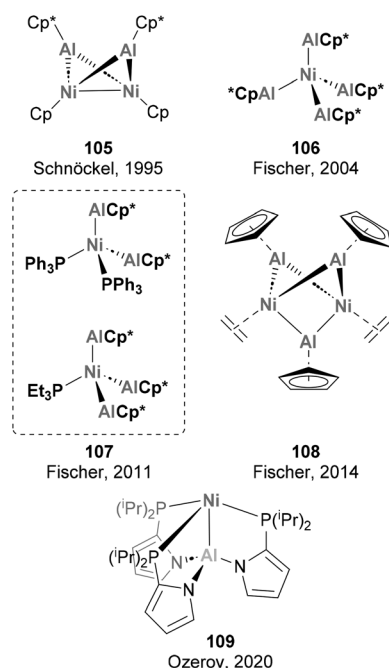 Cp* Cp*
Al Al
Ni Ni
Cp Cp
105
Schnöckel, 1995
AlCp*
Ni
*CpAl AlCp*
AlCp*
106
Fischer, 2004
AlCp*
Ni
Ph3P AlCp*
PPh3
AlCp*
Ni
Et3P AlCp*
AlCp*
107
Fischer, 2011
Al Al
Ni Ni
Al
108
Fischer, 2014
(iPr)2P Ni
P(iPr)2
(iPr)2P
N Al N
N
109
Ozerov, 2020